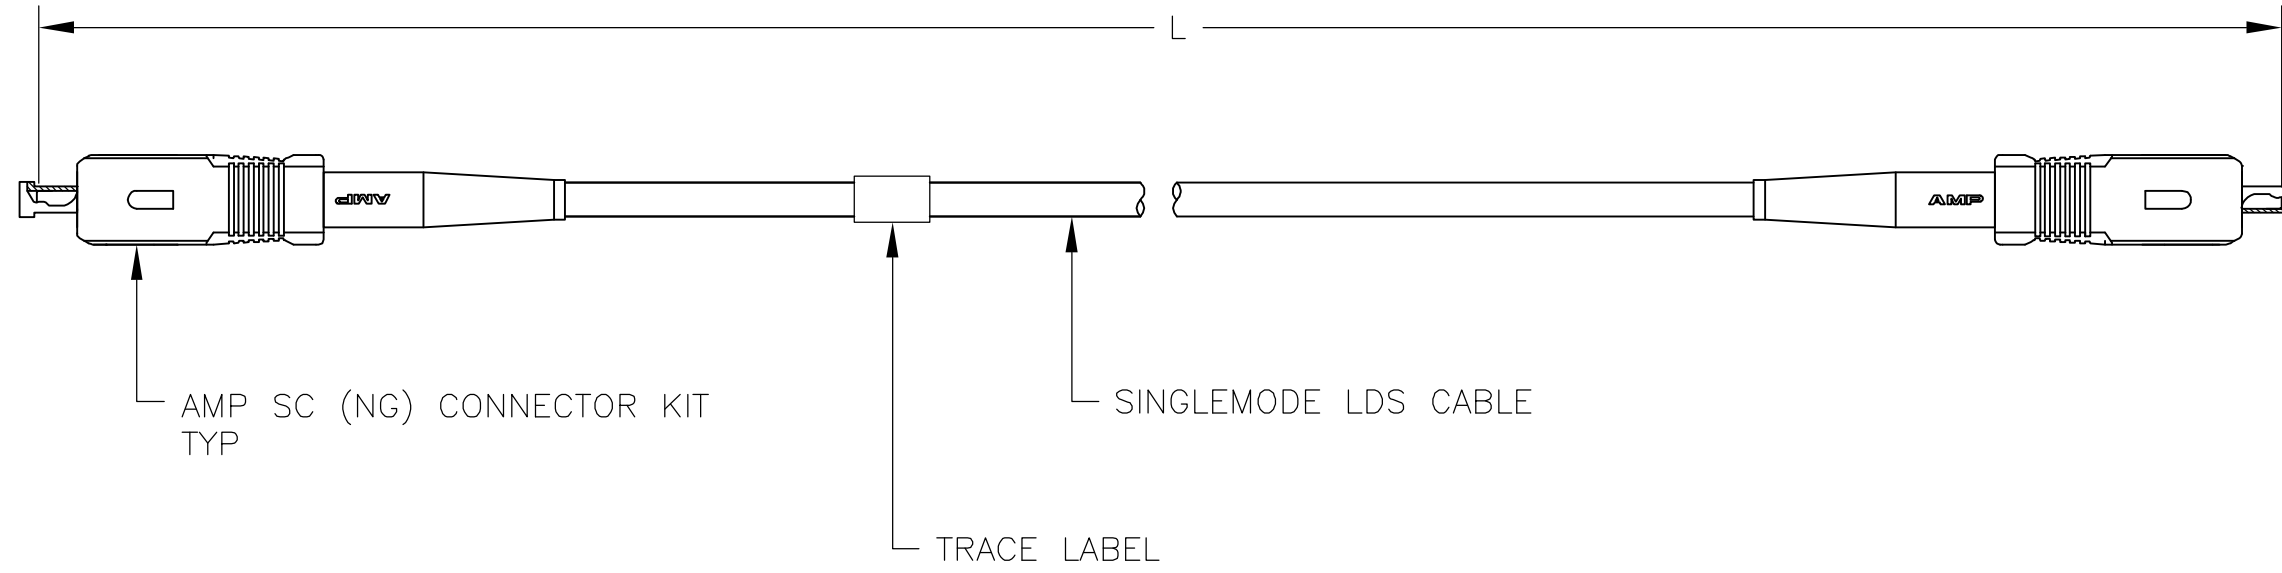 L
AMP
AMP
AMP SC (NG) CONNECTOR KIT
TYP
SINGLEMODE LDS CABLE
TRACE LABEL